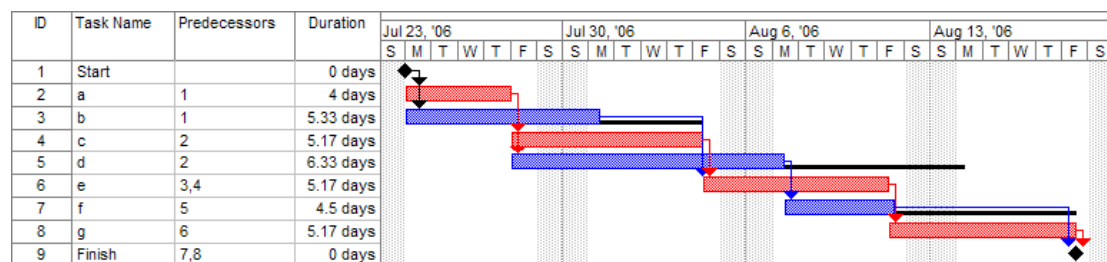 ID Task Name Predecessors Duration Jul 23, '06 Jul 30, '06 Aug 6, '06 Aug 13, '06
S M T W T F S S M T W T F S S M T W T F S S M T W T F S
1 Start 0 days
2 a 1 4 days
3 b 1 5.33 days
4 c 2 5.17 days
5 d 2 6.33 days
6 e 3,4 5.17 days
7 f 5 4.5 days
8 g 6 5.17 days
9 Finish 7,8 0 days